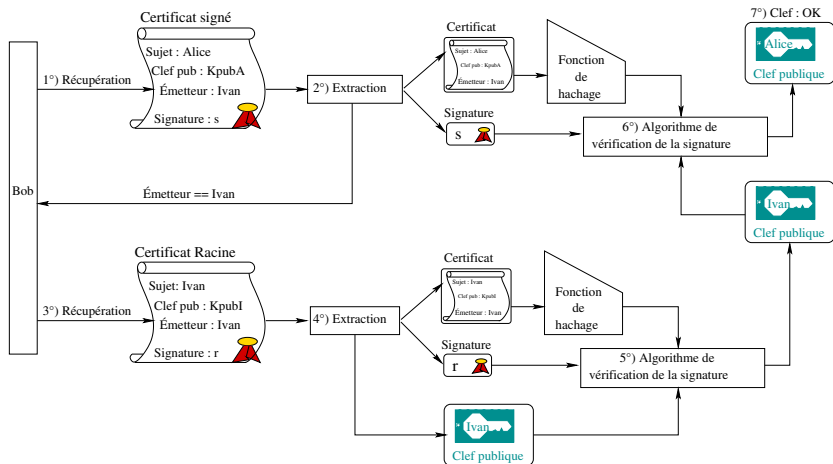 Certificat signé
Sujet : Alice
Clef pub : KpubA
Émetteur : Ivan
Signature : s
1°) Récupération
2°) Extraction
Certificat
Sujet : Alice
Clef pub : KpubA
Émetteur : Ivan
Signature
s
Fonction
de
hachage
6°) Algorithme de
vérification de la signature
7°) Clef : OK
Alice
Clef publique
Bob
Émetteur == Ivan
Ivan
Clef publique
Certificat Racine
Sujet: Ivan
Clef pub : KpubI
Émetteur : Ivan
Signature : r
3°) Récupération
4°) Extraction
Certificat
Sujet : Ivan
Clef pub : KpubI
Émetteur : Ivan
Signature
r
Fonction
de
hachage
5°) Algorithme de
vérification de la signature
Ivan
Clef publique